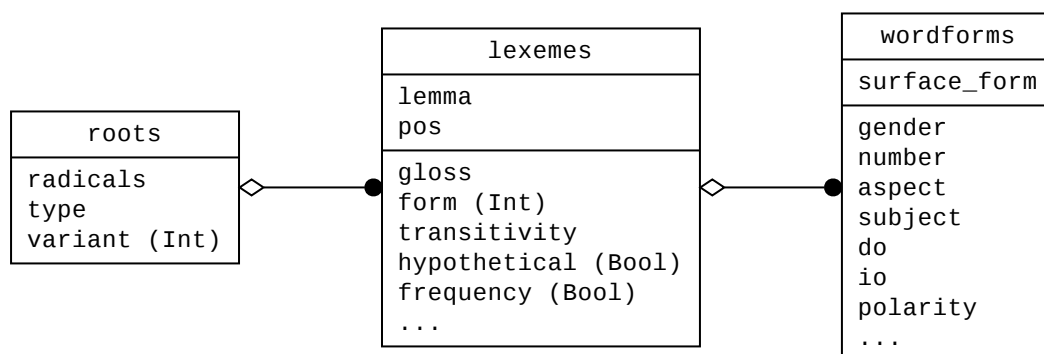 roots
radicals
type
variant (Int)
lexemes
lemma
pos
gloss
form (Int)
transitivity
hypothetical (Bool)
frequency (Bool)
...
wordforms
surface_form
gender
number
aspect
subject
do
io
polarity
...